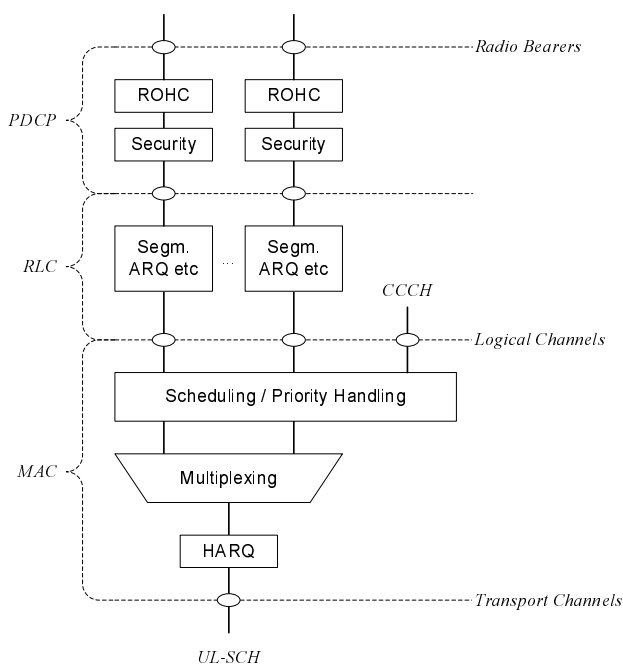 Radio Bearers
ROHC ROHC
PDCP
Security Security
Segm. ARQ etc ... Segm. ARQ etc
RLC
CCCH
Logical Channels
Scheduling / Priority Handling
MAC
Multiplexing
HARQ
Transport Channels
UL-SCH